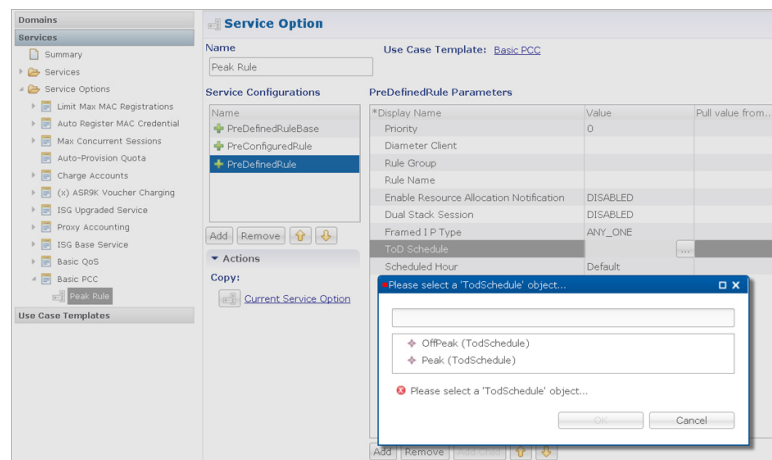 Domains
Services
Summary
Services
Service Options
Limit Max MAC Registrations
Auto Register MAC Credential
Max Concurrent Sessions
Auto-Provision Quota
Charge Accounts
(x) ASR9K Voucher Charging
ISG Upgraded Service
Proxy Accounting
ISG Base Service
Basic QoS
Basic PCC
Peak Rule
Use Case Templates
Service Option
Name
Use Case Template: Basic PCC
Peak Rule
Service Configurations
Name
PreDefinedRuleBase
PreConfiguredRule
PreDefinedRule
Add Remove
Actions
Copy:
Current Service Option
PreDefinedRule Parameters
*Display Name Value Pull value from...
Priority 0
Diameter Client
Rule Group
Rule Name
Enable Resource Allocation Notification DISABLED
Dual Stack Session DISABLED
Framed I P Type ANY_ONE
ToD Schedule ...
Scheduled Hour Default
Please select a 'TodSchedule' object...
OffPeak (TodSchedule)
Peak (TodSchedule)
Please select a 'TodSchedule' object...
OK Cancel
Add Remove Add Child